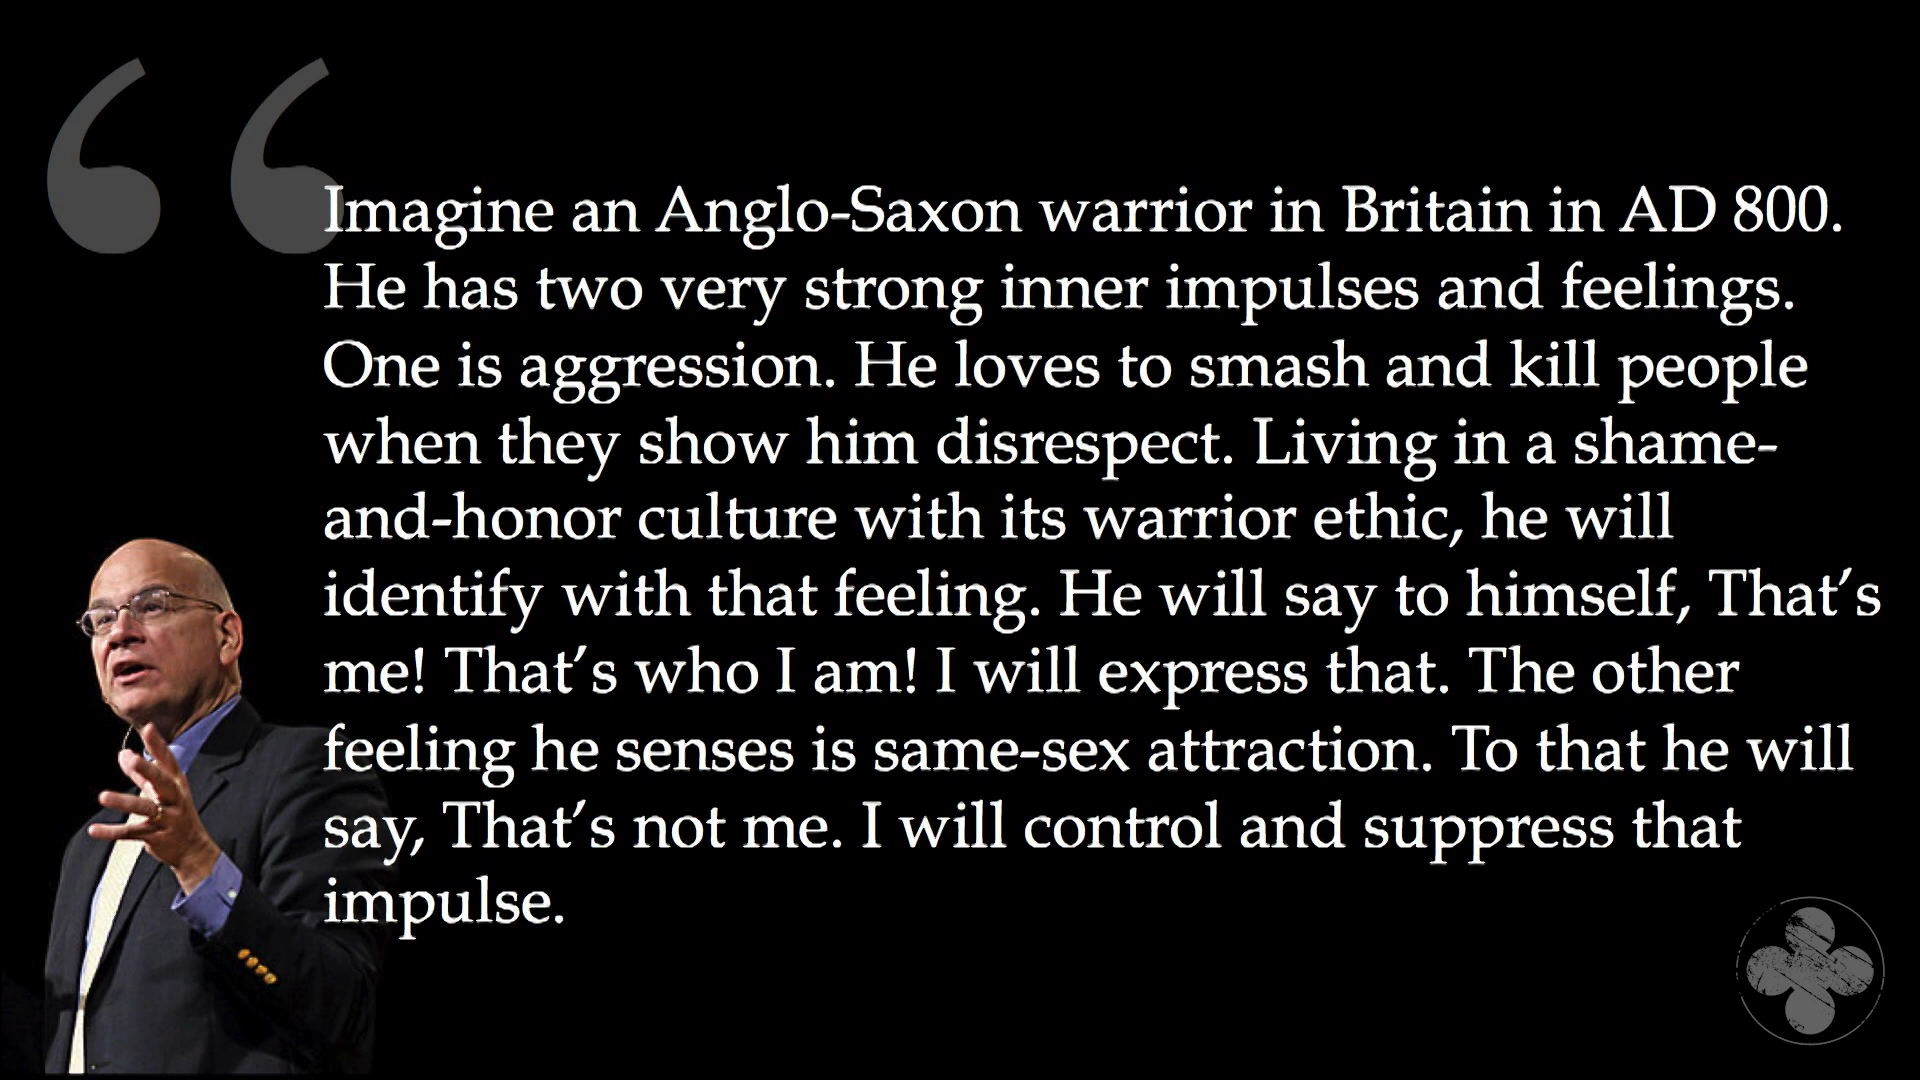 “
Imagine an Anglo-Saxon warrior in Britain in AD 800.
He has two very strong inner impulses and feelings.
One is aggression. He loves to smash and kill people
when they show him disrespect. Living in a shame-
and-honor culture with its warrior ethic, he will
identify with that feeling. He will say to himself, That’s
me! That’s who I am! I will express that. The other
feeling he senses is same-sex attraction. To that he will
say, That’s not me. I will control and suppress that
impulse.